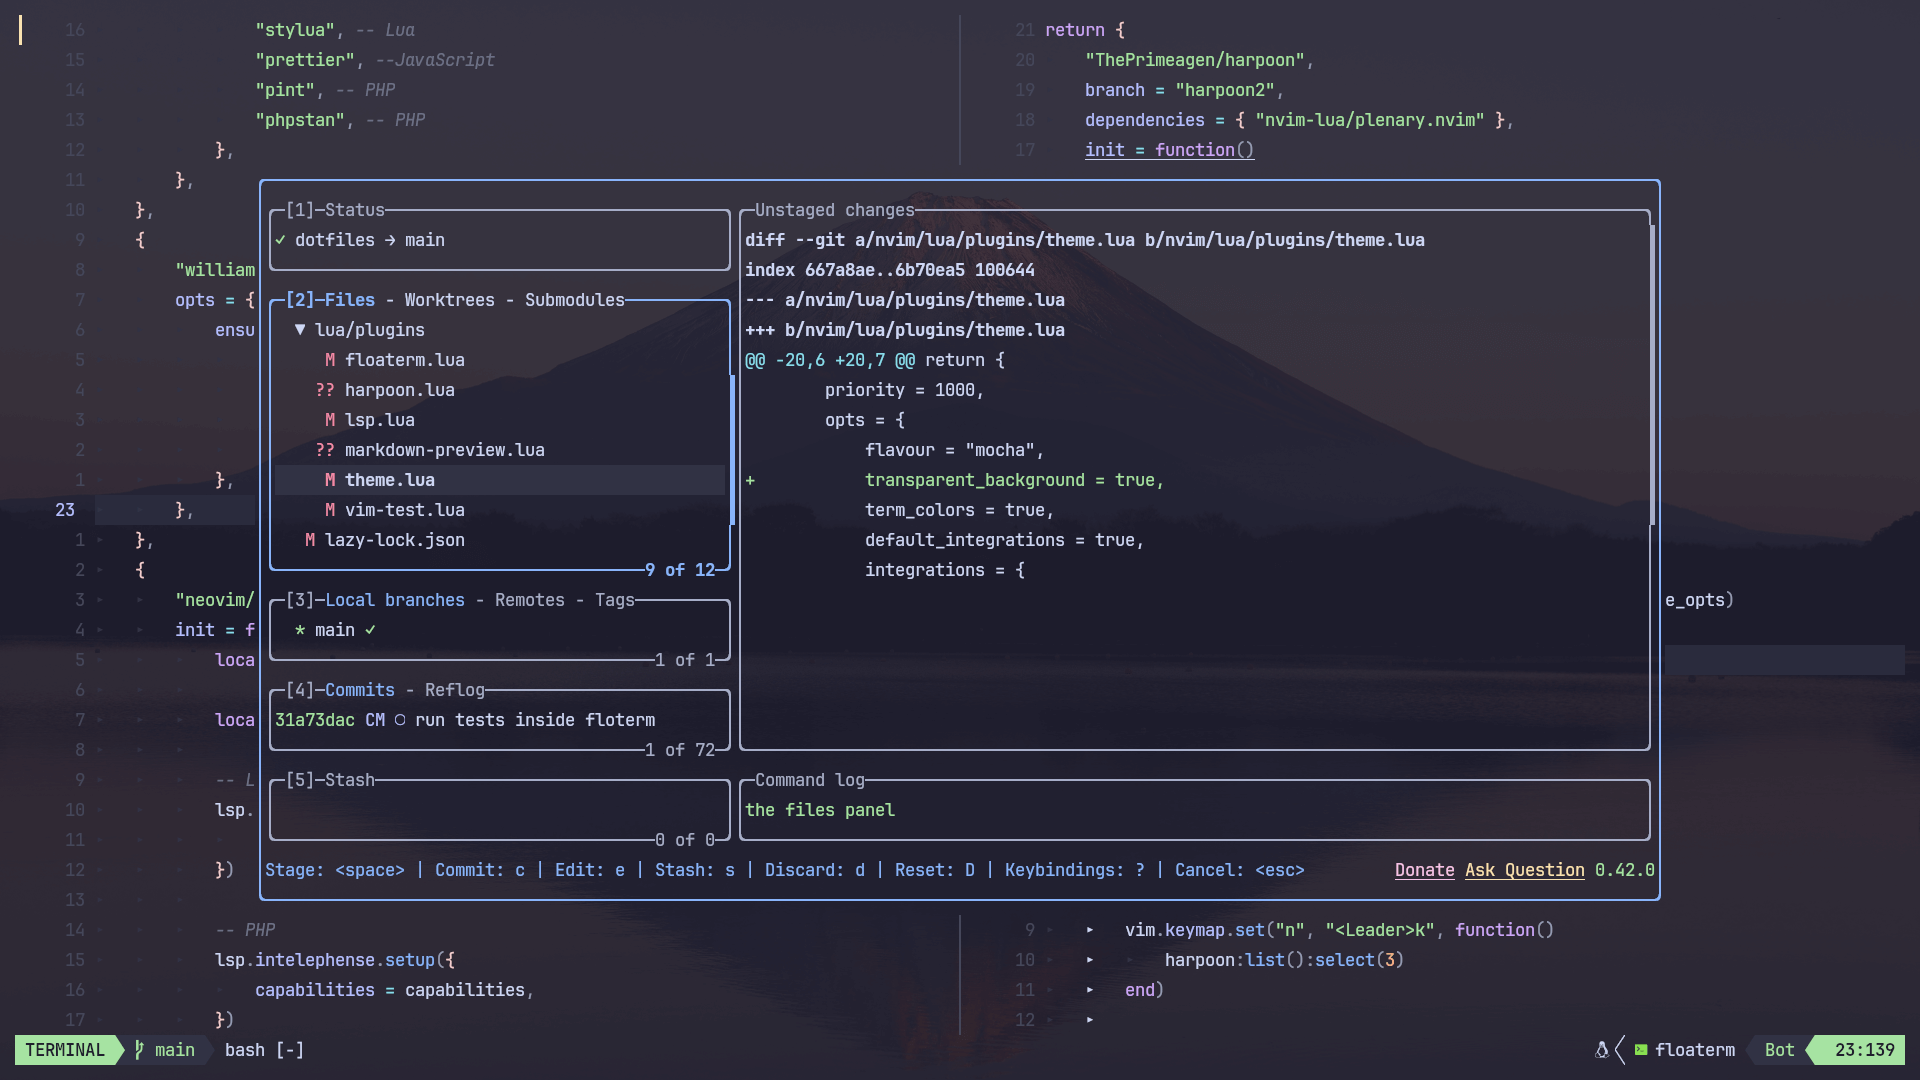 16 "stylua", -- Lua
15 "prettier", --JavaScript
14 "pint", -- PHP
13 "phpstan", -- PHP
12 },
11 },
10 },
9 {
8 "william
7 opts = {
6 ensu
5
4
3
2
1 },
23 },
1 },
2 {
3 "neovim/
4 init = f
5 loca
6
7 loca
8
9 -- L
10 lsp.
11
12 })
13
14 -- PHP
15 lsp.intelephense.setup({
16 capabilities = capabilities,
17 })
21 return {
20 "ThePrimeagen/harpoon",
19 branch = "harpoon2",
18 dependencies = { "nvim-lua/plenary.nvim" },
17 init = function()
e_opts)
9 vim.keymap.set("n", "<Leader>k", function()
10 harpoon:list():select(3)
11 end)
12
[1]─Status
✓ dotfiles → main
[2]─Files - Worktrees - Submodules
▼ lua/plugins
M floaterm.lua
?? harpoon.lua
M lsp.lua
?? markdown-preview.lua
M theme.lua
M vim-test.lua
M lazy-lock.json
9 of 12
[3]─Local branches - Remotes - Tags
* main ✓
1 of 1
[4]─Commits - Reflog
31a73dac CM ○ run tests inside floterm
1 of 72
[5]─Stash
0 of 0
Unstaged changes
diff --git a/nvim/lua/plugins/theme.lua b/nvim/lua/plugins/theme.lua
index 667a8ae..6b70ea5 100644
--- a/nvim/lua/plugins/theme.lua
+++ b/nvim/lua/plugins/theme.lua
@@ -20,6 +20,7 @@ return {
priority = 1000,
opts = {
flavour = "mocha",
+ transparent_background = true,
term_colors = true,
default_integrations = true,
integrations = {
Command log
the files panel
Stage: <space> | Commit: c | Edit: e | Stash: s | Discard: d | Reset: D | Keybindings: ? | Cancel: <esc> Donate Ask Question 0.42.0
TERMINAL main bash [-] floaterm Bot 23:139